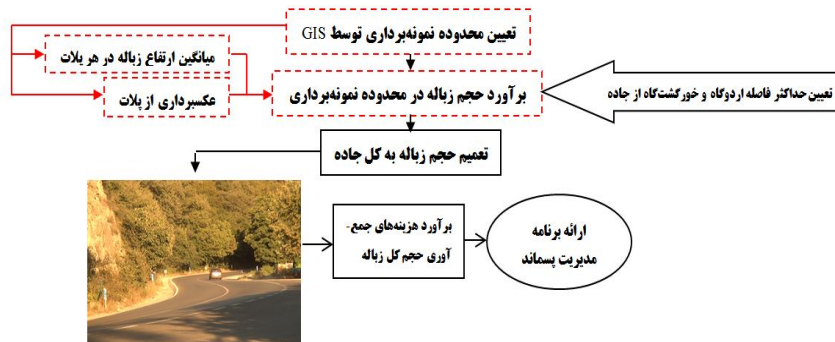 تعیین محدوده نمونه‌برداری توسط GIS
میانگین ارتفاع زباله در هر پلات
عکسبرداری از پلات
برآورد حجم زباله در محدوده نمونه‌برداری
تعیین حداکثر فاصله اردوگاه و خورگشت‌گاه از جاده
تعمیم حجم زباله به کل جاده
برآورد هزینه‌های جمع-
آوری حجم کل زباله
ارائه برنامه
مدیریت پسماند